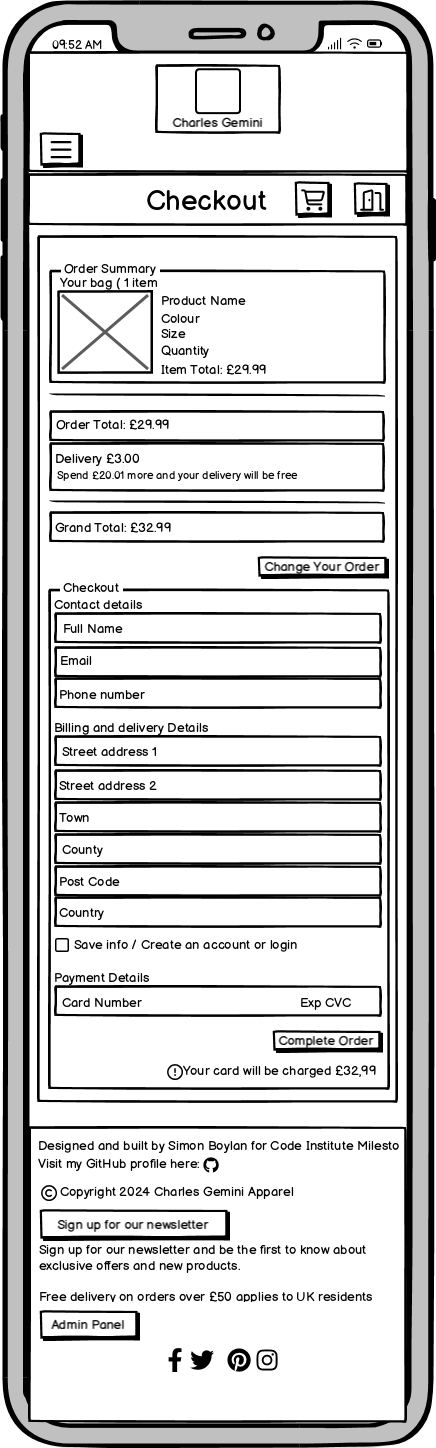 09:52 AM
Charles Gemini
Checkout
Order Summary
Your bag ( 1 item
Product Name
Colour
Size
Quantity
Item Total: £29.99
Order Total: £29.99
Delivery £3.00
Spend £20.01 more and your delivery will be free
Grand Total: £32.99
Change Your Order
Checkout
Contact details
Full Name
Email
Phone number
Billing and delivery Details
Street address 1
Street address 2
Town
County
Post Code
Country
Save info / Create an account or login
Payment Details
Card Number Exp CVC
Complete Order
Your card will be charged £32,99
Designed and built by Simon Boylan for Code Institute Milesto
Visit my GitHub profile here:
© Copyright 2024 Charles Gemini Apparel
Sign up for our newsletter
Sign up for our newsletter and be the first to know about
exclusive offers and new products.
Free delivery on orders over £50 applies to UK residents
Admin Panel